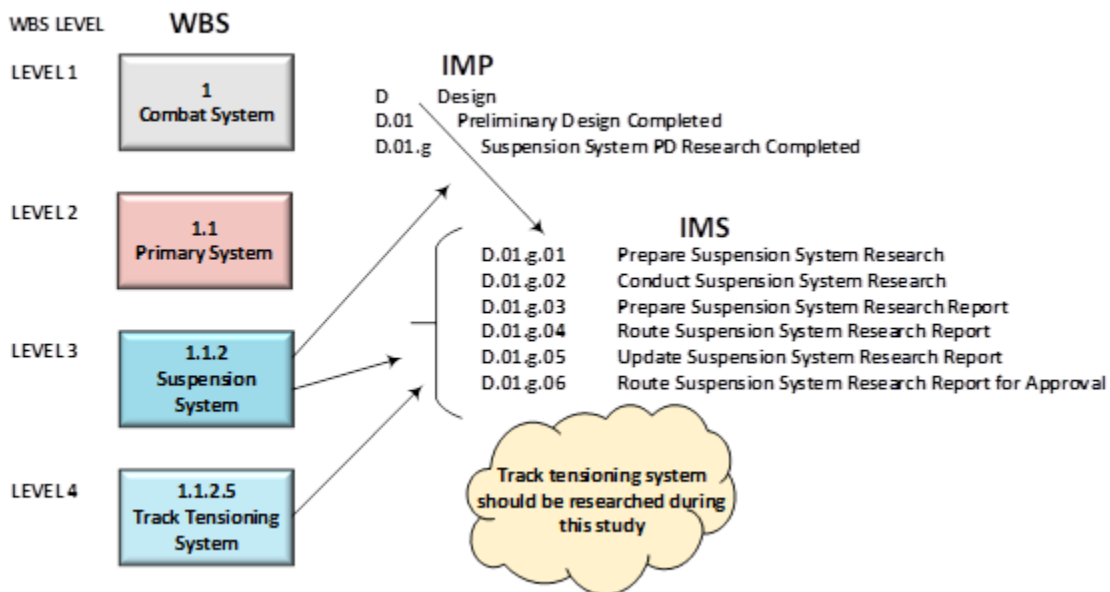 WBS LEVEL
WBS
LEVEL 1
1
Combat System
LEVEL 2
1.1
Primary System
LEVEL 3
1.1.2
Suspension
System
LEVEL 4
1.1.2.5
Track Tensioning
System
IMP
D Design
D.01 Preliminary Design Completed
D.01.g Suspension System PD Research Completed
IMS
D.01.g.01 Prepare Suspension System Research
D.01.g.02 Conduct Suspension System Research
D.01.g.03 Prepare Suspension System Research Report
D.01.g.04 Route Suspension System Research Report
D.01.g.05 Update Suspension System Research Report
D.01.g.06 Route Suspension System Research Report for Approval
Track tensioning system
should be researched during
this study